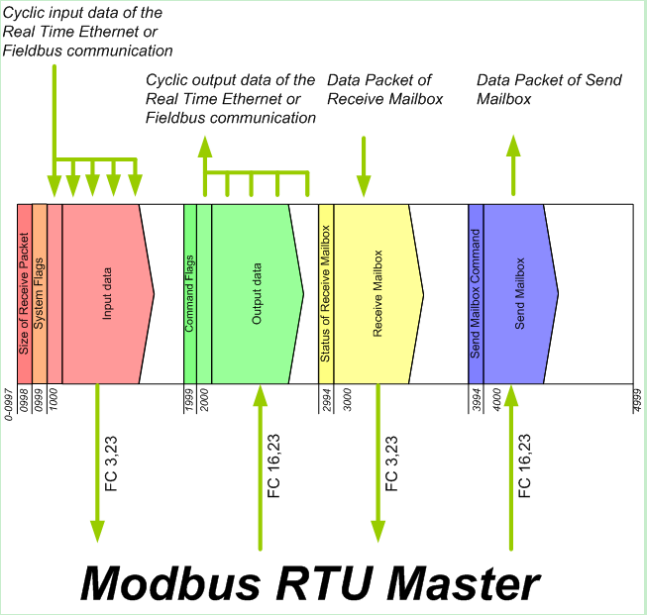 Cyclic input data of the
Real Time Ethernet or
Fieldbus communication
Cyclic output data of the
Real Time Ethernet or
Fieldbus communication
Data Packet of
Receive Mailbox
Data Packet of Send
Mailbox
Size of Receive Packet
System Flags
Input data
Command Flags
Output data
Status of Receive Mailbox
Receive Mailbox
Send Mailbox Command
Send Mailbox
0-0997
0998
0999
1000
1999
2000
2994
3000
3994
4000
4999
FC 3,23
FC 16,23
FC 3,23
FC 16,23
Modbus RTU Master